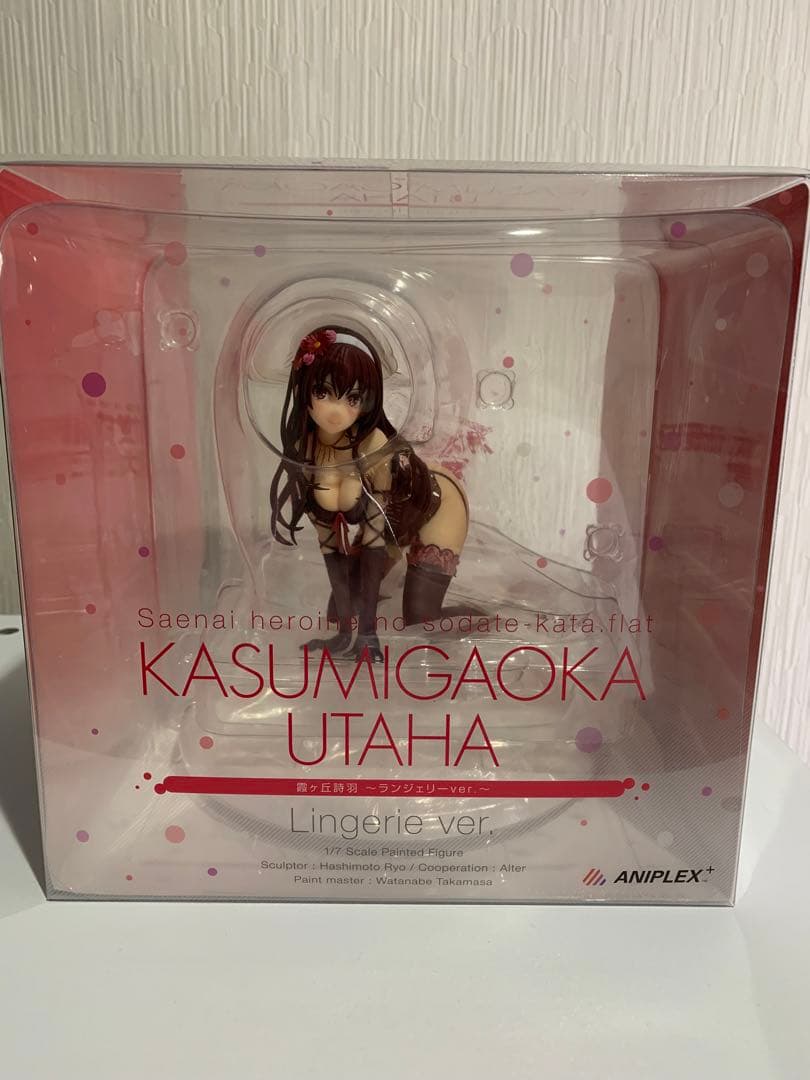 Saenai heroine no sodate-kata.flat
KASUMIGAOKA
UTAHA
霞ヶ丘詩羽 ～ランジェリーver.～
Lingerie ver.
1/7 Scale Painted Figure
Sculptor : Hashimoto Ryo / Cooperation : Alter
Paint master : Watanabe Takamasa
ANIPLEX+